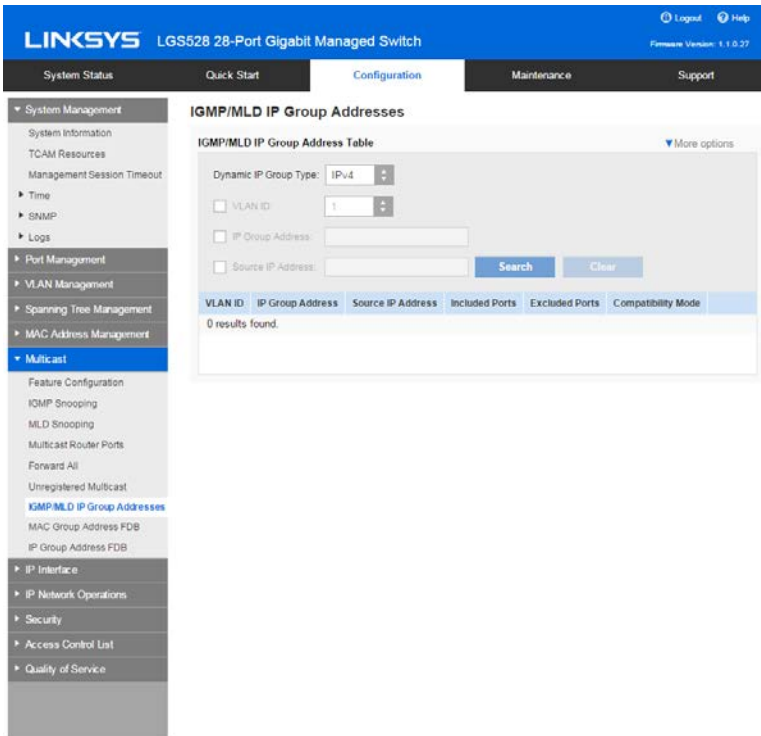 Logout Help
LINKSYS LGS528 28-Port Gigabit Managed Switch
Firmware Version: 1.1.0.27
System Status Quick Start Configuration Maintenance Support
System Management
System Information
TCAM Resources
Management Session Timeout
Time
SNMP
Logs
Port Management
VLAN Management
Spanning Tree Management
MAC Address Management
Multicast
Feature Configuration
IGMP Snooping
MLD Snooping
Multicast Router Ports
Forward All
Unregistered Multicast
IGMP/MLD IP Group Addresses
MAC Group Address FDB
IP Group Address FDB
IP Interface
IP Network Operations
Security
Access Control List
Quality of Service
IGMP/MLD IP Group Addresses
IGMP/MLD IP Group Address Table
More options
Dynamic IP Group Type: IPv4
VLAN ID: 1
IP Group Address:
Source IP Address: Search Clear
VLAN ID IP Group Address Source IP Address Included Ports Excluded Ports Compatibility Mode
0 results found.